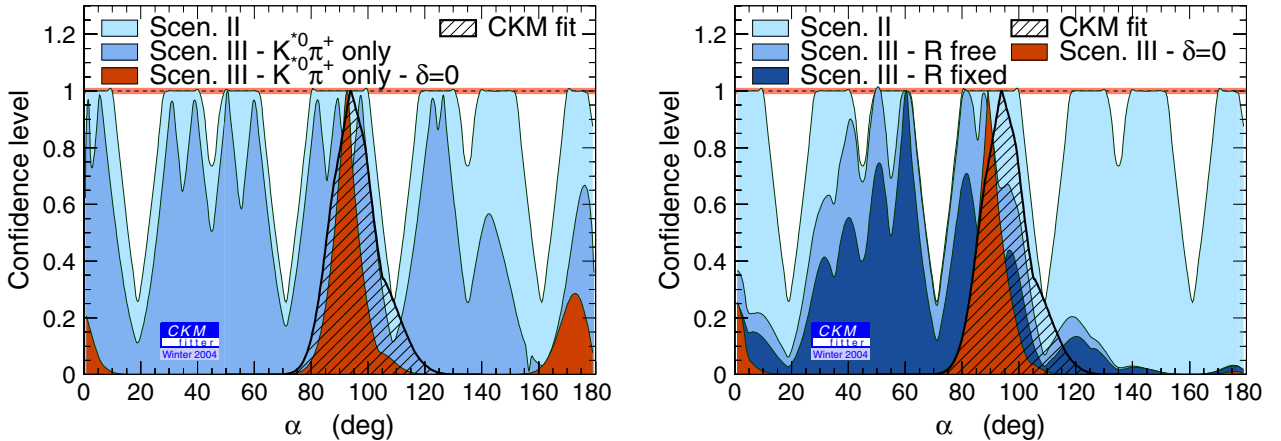 Scen. II
Scen. III - K*0π+ only
Scen. III - K*0π+ only - δ=0
CKM fit
1.2
1
0.8
0.6
0.4
0.2
0
Confidence level
CKM
fitter
Winter 2004
0 20 40 60 80 100 120 140 160 180
α (deg)
Scen. II
Scen. III - R free
Scen. III - R fixed
CKM fit
Scen. III - δ=0
1.2
1
0.8
0.6
0.4
0.2
0
Confidence level
CKM
fitter
Winter 2004
0 20 40 60 80 100 120 140 160 180
α (deg)